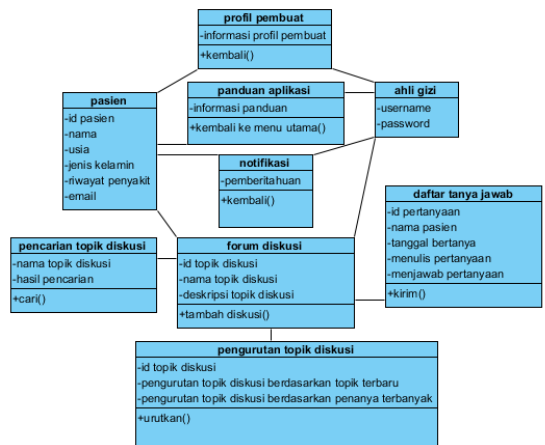 profil pembuat
-informasi profil pembuat
+kembali()
panduan aplikasi
-informasi panduan
+kembali ke menu utama()
ahli gizi
-username
-password
pasien
-id pasien
-nama
-usia
-jenis kelamin
-riwayat penyakit
-email
notifikasi
-pemberitahuan
+kembali()
daftar tanya jawab
-id pertanyaan
-nama pasien
-tanggal bertanya
-menulis pertanyaan
-menjawab pertanyaan
+kirim()
pencarian topik diskusi
-nama topik diskusi
-hasil pencarian
+cari()
forum diskusi
-id topik diskusi
-nama topik diskusi
-deskripsi topik diskusi
+tambah diskusi()
pengurutan topik diskusi
-id topik diskusi
-pengurutan topik diskusi berdasarkan topik terbaru
-pengurutan topik diskusi berdasarkan penanya terbanyak
+urutkan()